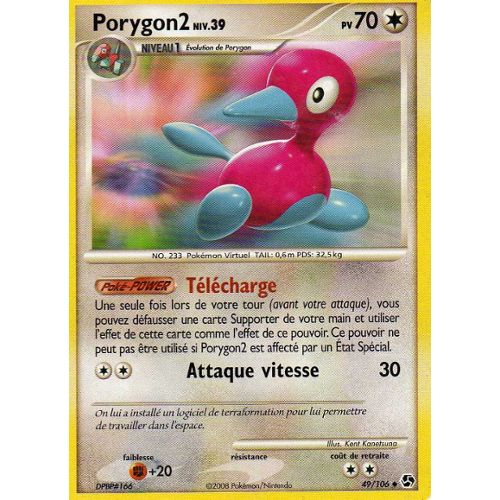 Porygon2 NIV.39 PV 70
NIVEAU 1 Évolution de Porygon
NO. 233 Pokémon Virtuel TAIL: 0,6m PDS: 32,5kg
Poké-POWER Télécharge
Une seule fois lors de votre tour (avant votre attaque), vous
pouvez défausser une carte Supporter de votre main et utiliser
l'effet de cette carte comme l'effet de ce pouvoir. Ce pouvoir ne
peut pas être utilisé si Porygon2 est affecté par un État Spécial.
Attaque vitesse 30
On lui a installé un logiciel de terraformation pour lui permettre
de travailler dans l'espace.
Illus. Kent Kanetsuna
faiblesse résistance coût de retraite
+20
DPBP#166 ©2008 Pokémon/Nintendo 49/106